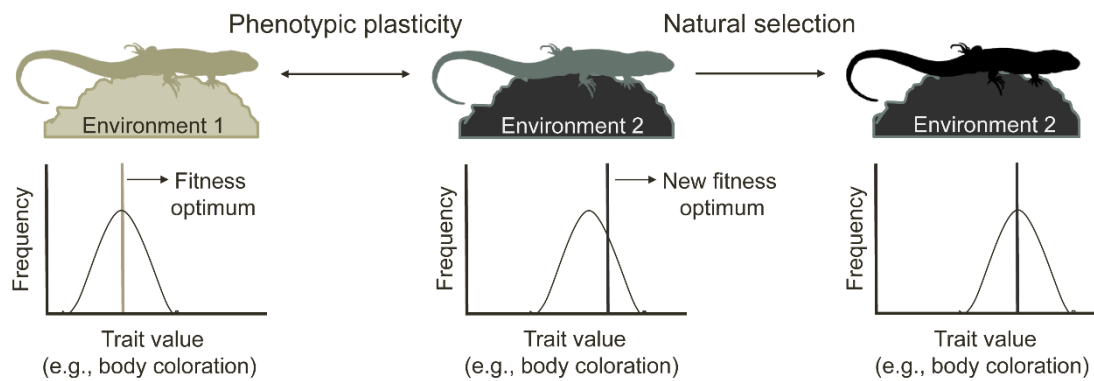 Phenotypic plasticity
Natural selection
Environment 1
Environment 2
Environment 2
Frequency
Fitness
optimum
Trait value
(e.g., body coloration)
Frequency
New fitness
optimum
Trait value
(e.g., body coloration)
Frequency
Trait value
(e.g., body coloration)